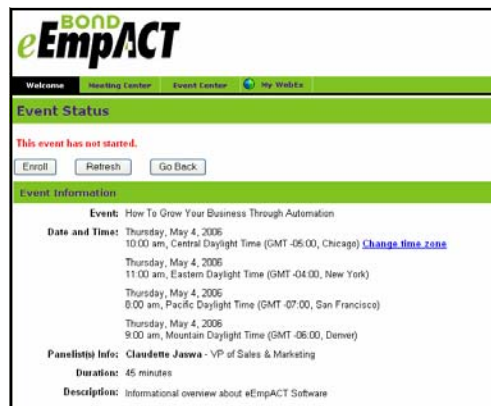 BOND
eEmpACT
Welcome Meeting Center Event Center My WebEx
Event Status
This event has not started.
Enroll Refresh Go Back
Event Information
Event: How To Grow Your Business Through Automation
Date and Time: Thursday, May 4, 2006
10:00 am, Central Daylight Time (GMT -05:00, Chicago) Change time zone
Thursday, May 4, 2006
11:00 am, Eastern Daylight Time (GMT -04:00, New York)
Thursday, May 4, 2006
8:00 am, Pacific Daylight Time (GMT -07:00, San Francisco)
Thursday, May 4, 2006
9:00 am, Mountain Daylight Time (GMT -06:00, Denver)
Panelist(s) Info: Claudette Jaswa - VP of Sales & Marketing
Duration: 45 minutes
Description: Informational overview about eEmpACT Software